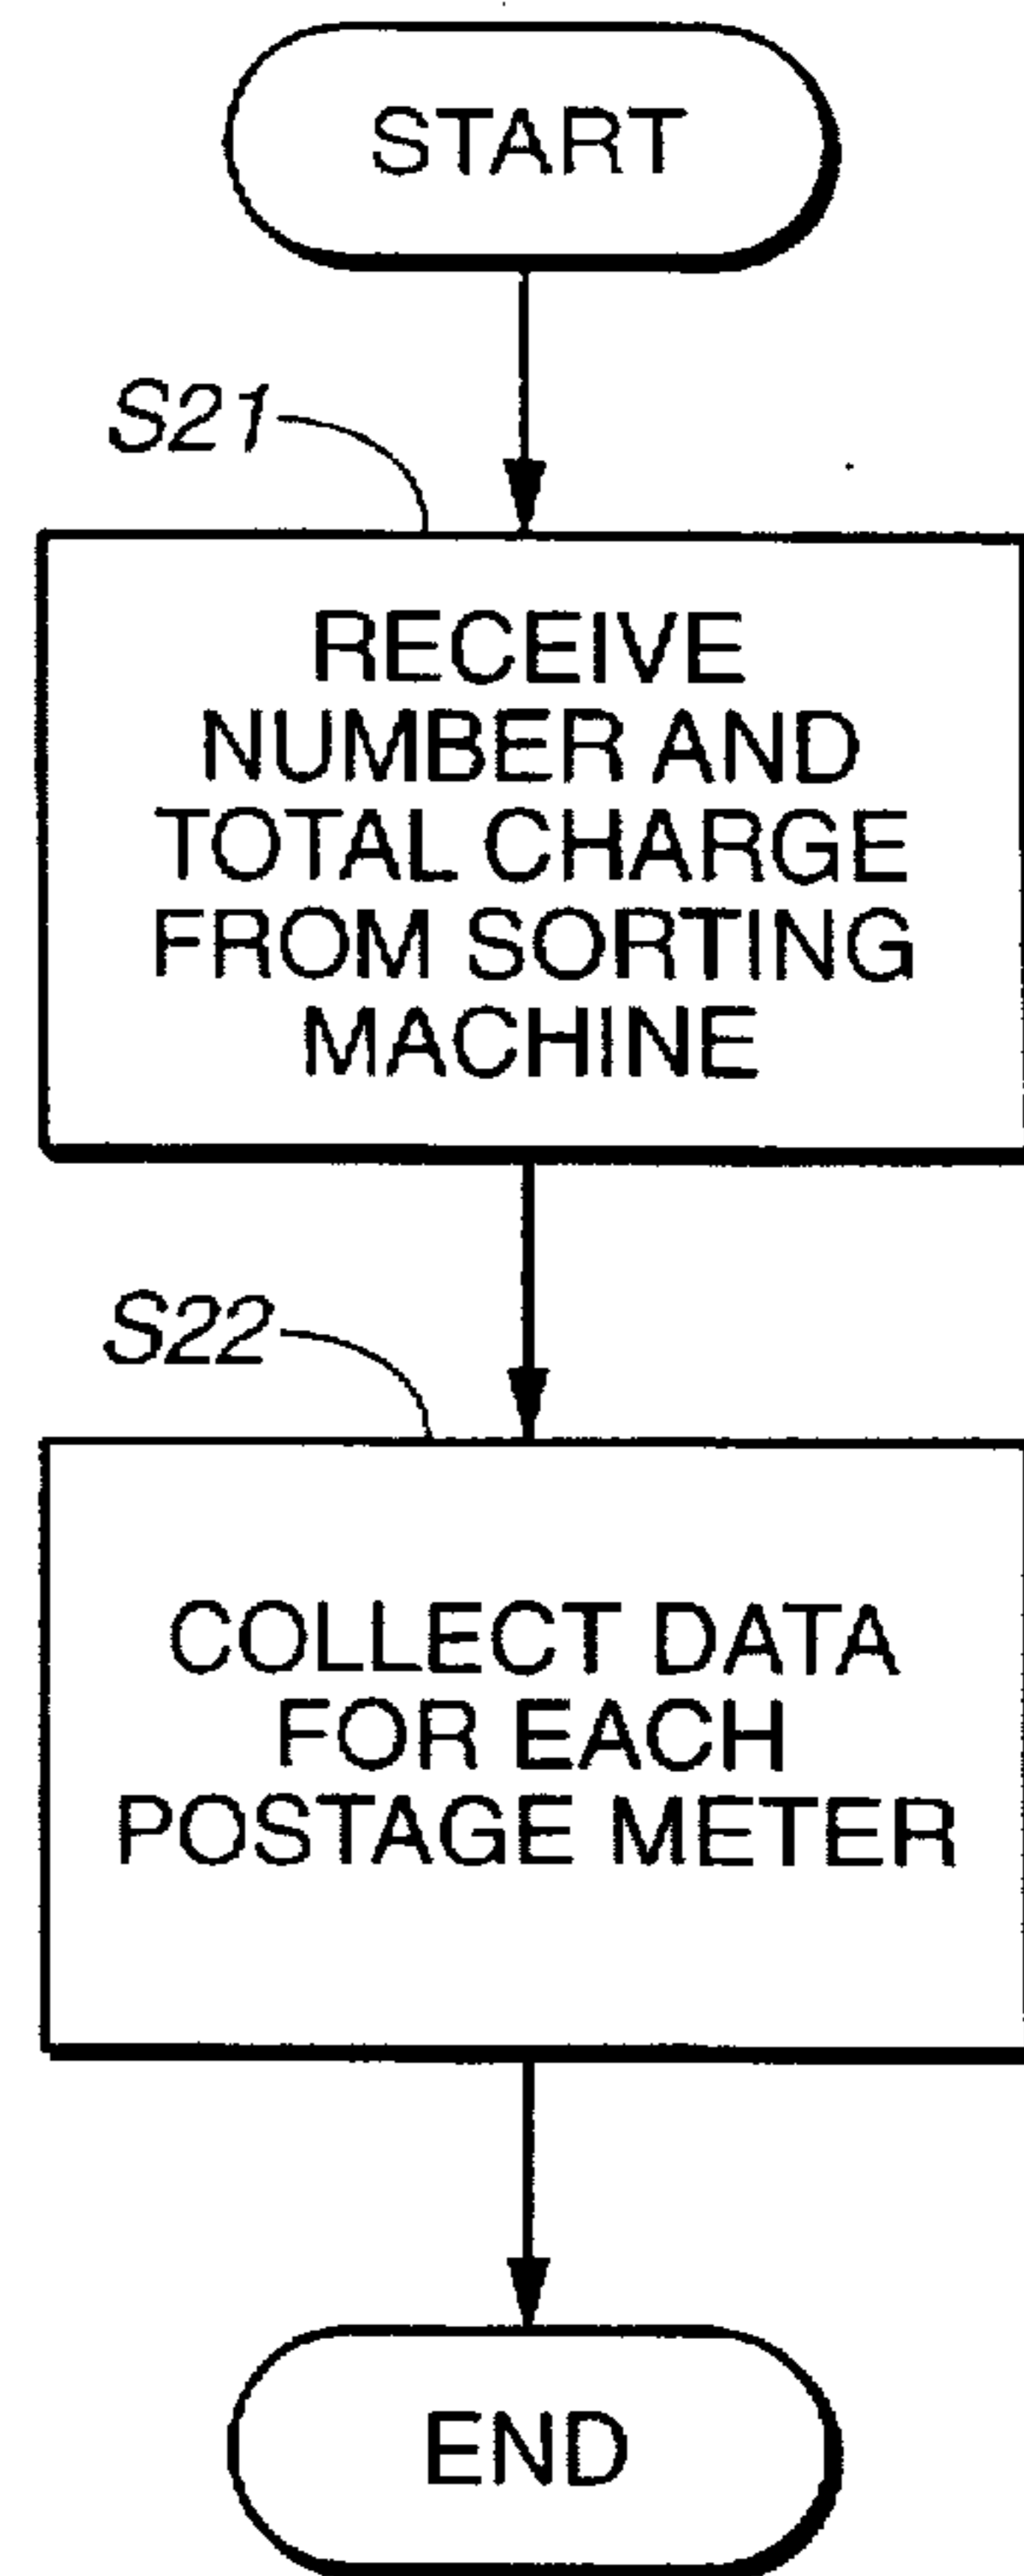 START
S21
RECEIVE
NUMBER AND
TOTAL CHARGE
FROM SORTING
MACHINE
S22
COLLECT DATA
FOR EACH
POSTAGE METER
END